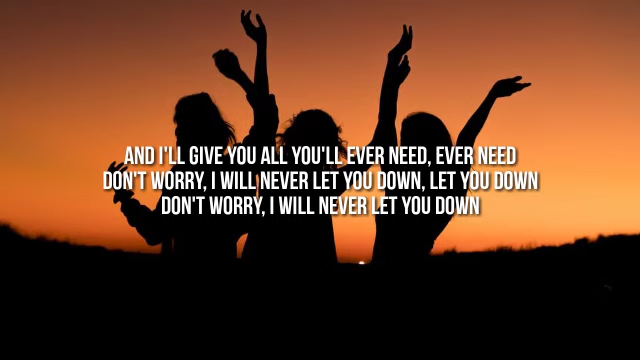 AND I'LL GIVE YOU ALL YOU'LL EVER NEED, EVER NEED
DON'T WORRY, I WILL NEVER LET YOU DOWN, LET YOU DOWN
DON'T WORRY, I WILL NEVER LET YOU DOWN